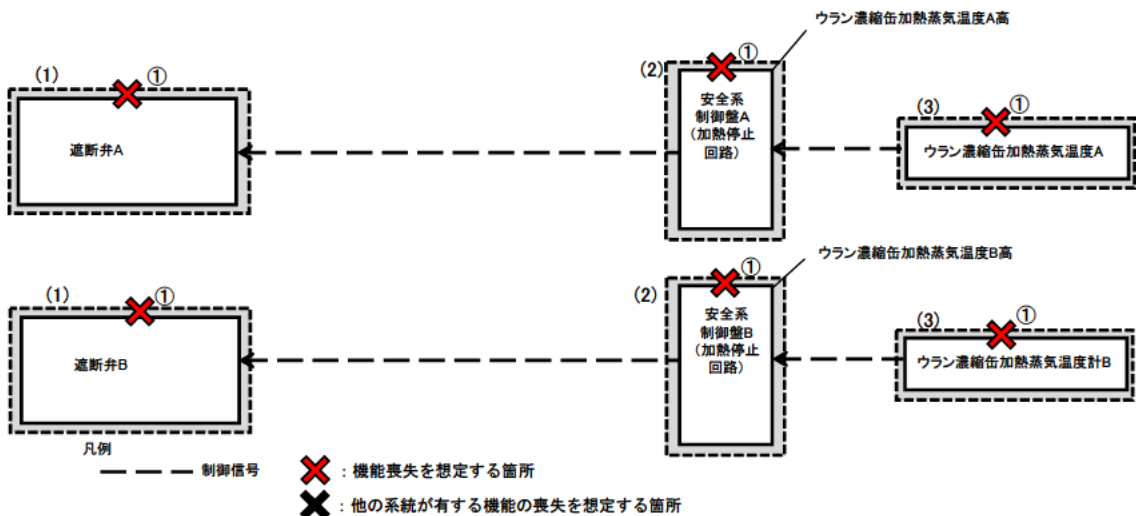 ウラン濃縮缶加熱蒸気温度A高
(1)
①
遮断弁A
(2)
①
安全系
制御盤A
(加熱停止
回路)
(3)
①
ウラン濃縮缶加熱蒸気温度A
ウラン濃縮缶加熱蒸気温度B高
(1)
①
遮断弁B
(2)
①
安全系
制御盤B
(加熱停止
回路)
(3)
①
ウラン濃縮缶加熱蒸気温度計B
凡例
制御信号
：機能喪失を想定する箇所
：他の系統が有する機能の喪失を想定する箇所